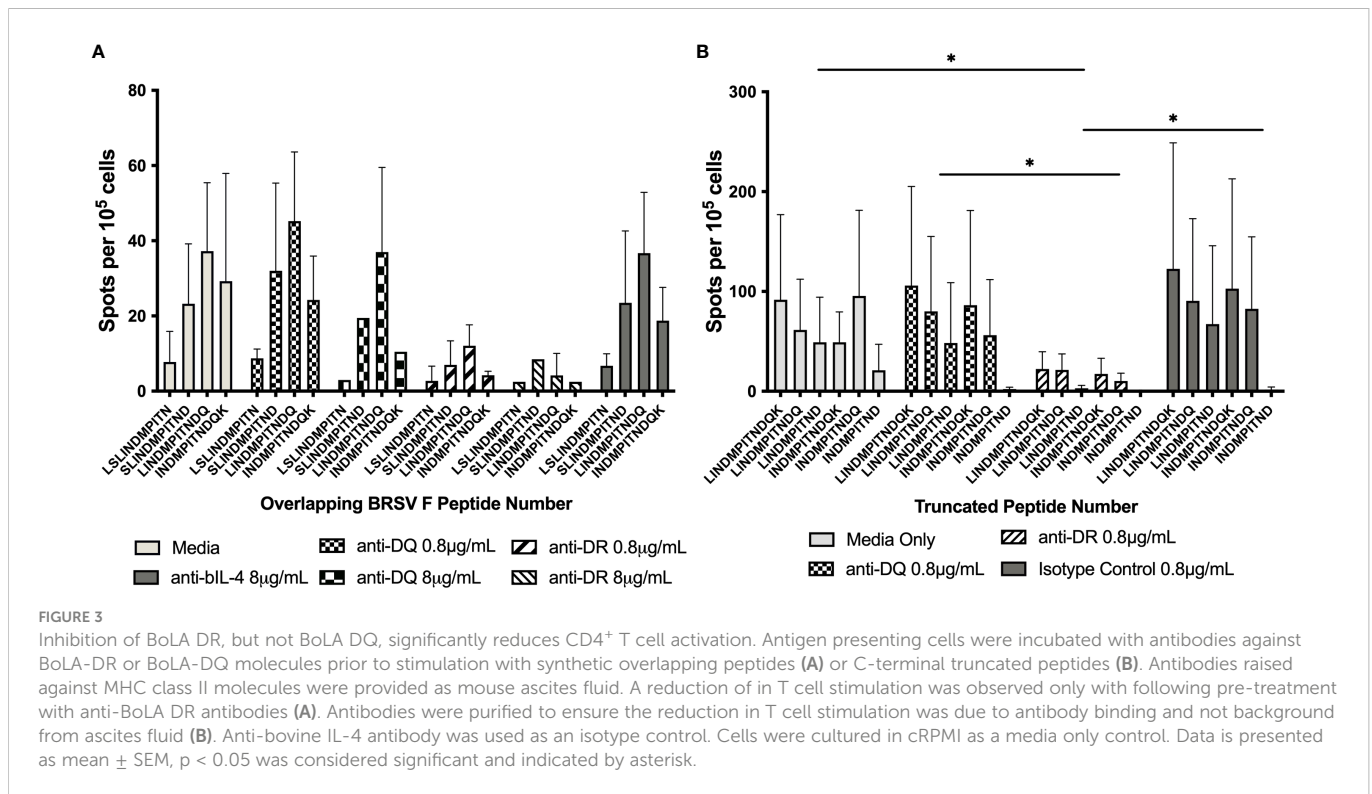 A
B
*
*
*
Spots per 10⁵ cells
80
60
40
20
0
LSLINDMPITN
SLINDMPITND
LINDMPITNDQ
INDMPITNDQK
LSLINDMPITN
SLINDMPITND
LINDMPITNDQ
INDMPITNDQK
LSLINDMPITN
SLINDMPITND
LINDMPITNDQ
INDMPITNDQK
LSLINDMPITN
SLINDMPITND
LINDMPITNDQ
INDMPITNDQK
LSLINDMPITN
SLINDMPITND
LINDMPITNDQ
INDMPITNDQK
LSLINDMPITN
SLINDMPITND
LINDMPITNDQ
INDMPITNDQK
Overlapping BRSV F Peptide Number
Media
anti-DQ 0.8µg/mL
anti-DR 0.8µg/mL
anti-bIL-4 8µg/mL
anti-DQ 8µg/mL
anti-DR 8µg/mL
Spots per 10⁵ cells
300
200
100
0
LINDMPITNDQK
LINDMPITNDQ
LINDMPITND
INDMPITNDQK
INDMPITNDQ
INDMPITND
LINDMPITNDQK
LINDMPITNDQ
LINDMPITND
INDMPITNDQK
INDMPITNDQ
INDMPITND
LINDMPITNDQK
LINDMPITNDQ
LINDMPITND
INDMPITNDQK
INDMPITNDQ
INDMPITND
LINDMPITNDQK
LINDMPITNDQ
LINDMPITND
INDMPITNDQK
INDMPITNDQ
INDMPITND
Truncated Peptide Number
Media Only
anti-DR 0.8µg/mL
anti-DQ 0.8µg/mL
Isotype Control 0.8µg/mL
FIGURE 3
Inhibition of BoLA DR, but not BoLA DQ, significantly reduces CD4⁺ T cell activation. Antigen presenting cells were incubated with antibodies against
BoLA-DR or BoLA-DQ molecules prior to stimulation with synthetic overlapping peptides (A) or C-terminal truncated peptides (B). Antibodies raised
against MHC class II molecules were provided as mouse ascites fluid. A reduction of in T cell stimulation was observed only with following pre-treatment
with anti-BoLA DR antibodies (A). Antibodies were purified to ensure the reduction in T cell stimulation was due to antibody binding and not background
from ascites fluid (B). Anti-bovine IL-4 antibody was used as an isotype control. Cells were cultured in cRPMI as a media only control. Data is presented
as mean ± SEM, p < 0.05 was considered significant and indicated by asterisk.